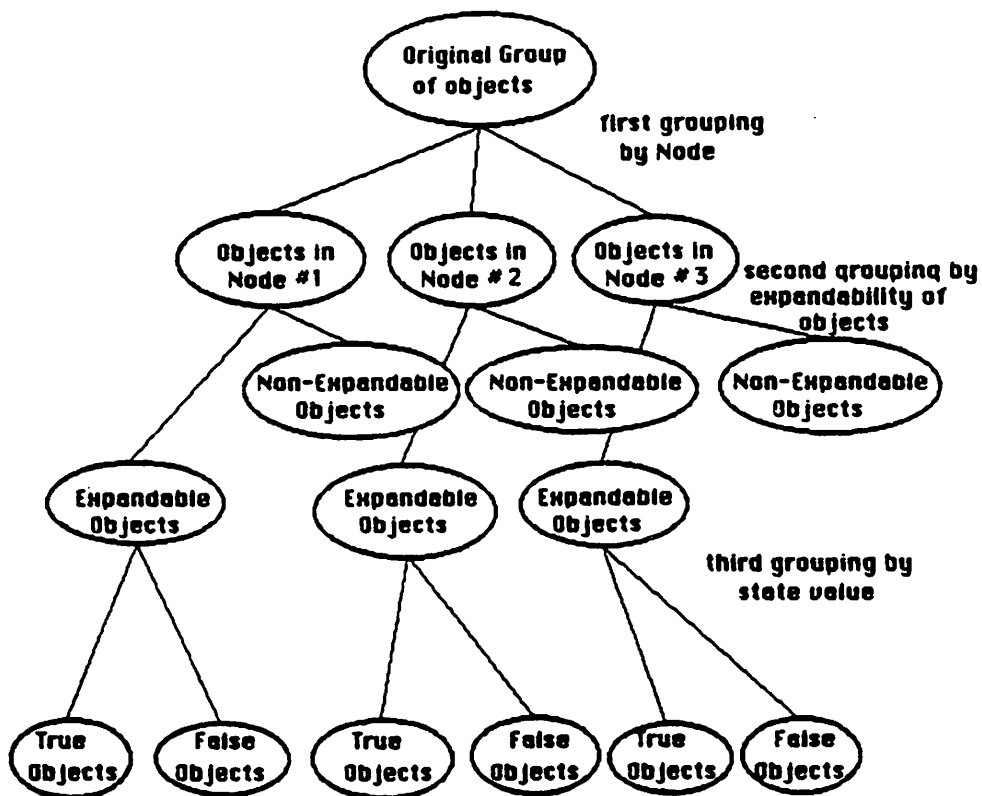 Original Group
of objects
first grouping
by Node
Objects in
Node #1
Objects in
Node #2
Objects in
Node #3
second grouping by
expandability of
objects
Non-Expandable
Objects
Non-Expandable
Objects
Non-Expandable
Objects
Expandable
Objects
Expandable
Objects
Expandable
Objects
third grouping by
state value
True
Objects
False
Objects
True
Objects
False
Objects
True
Objects
False
Objects